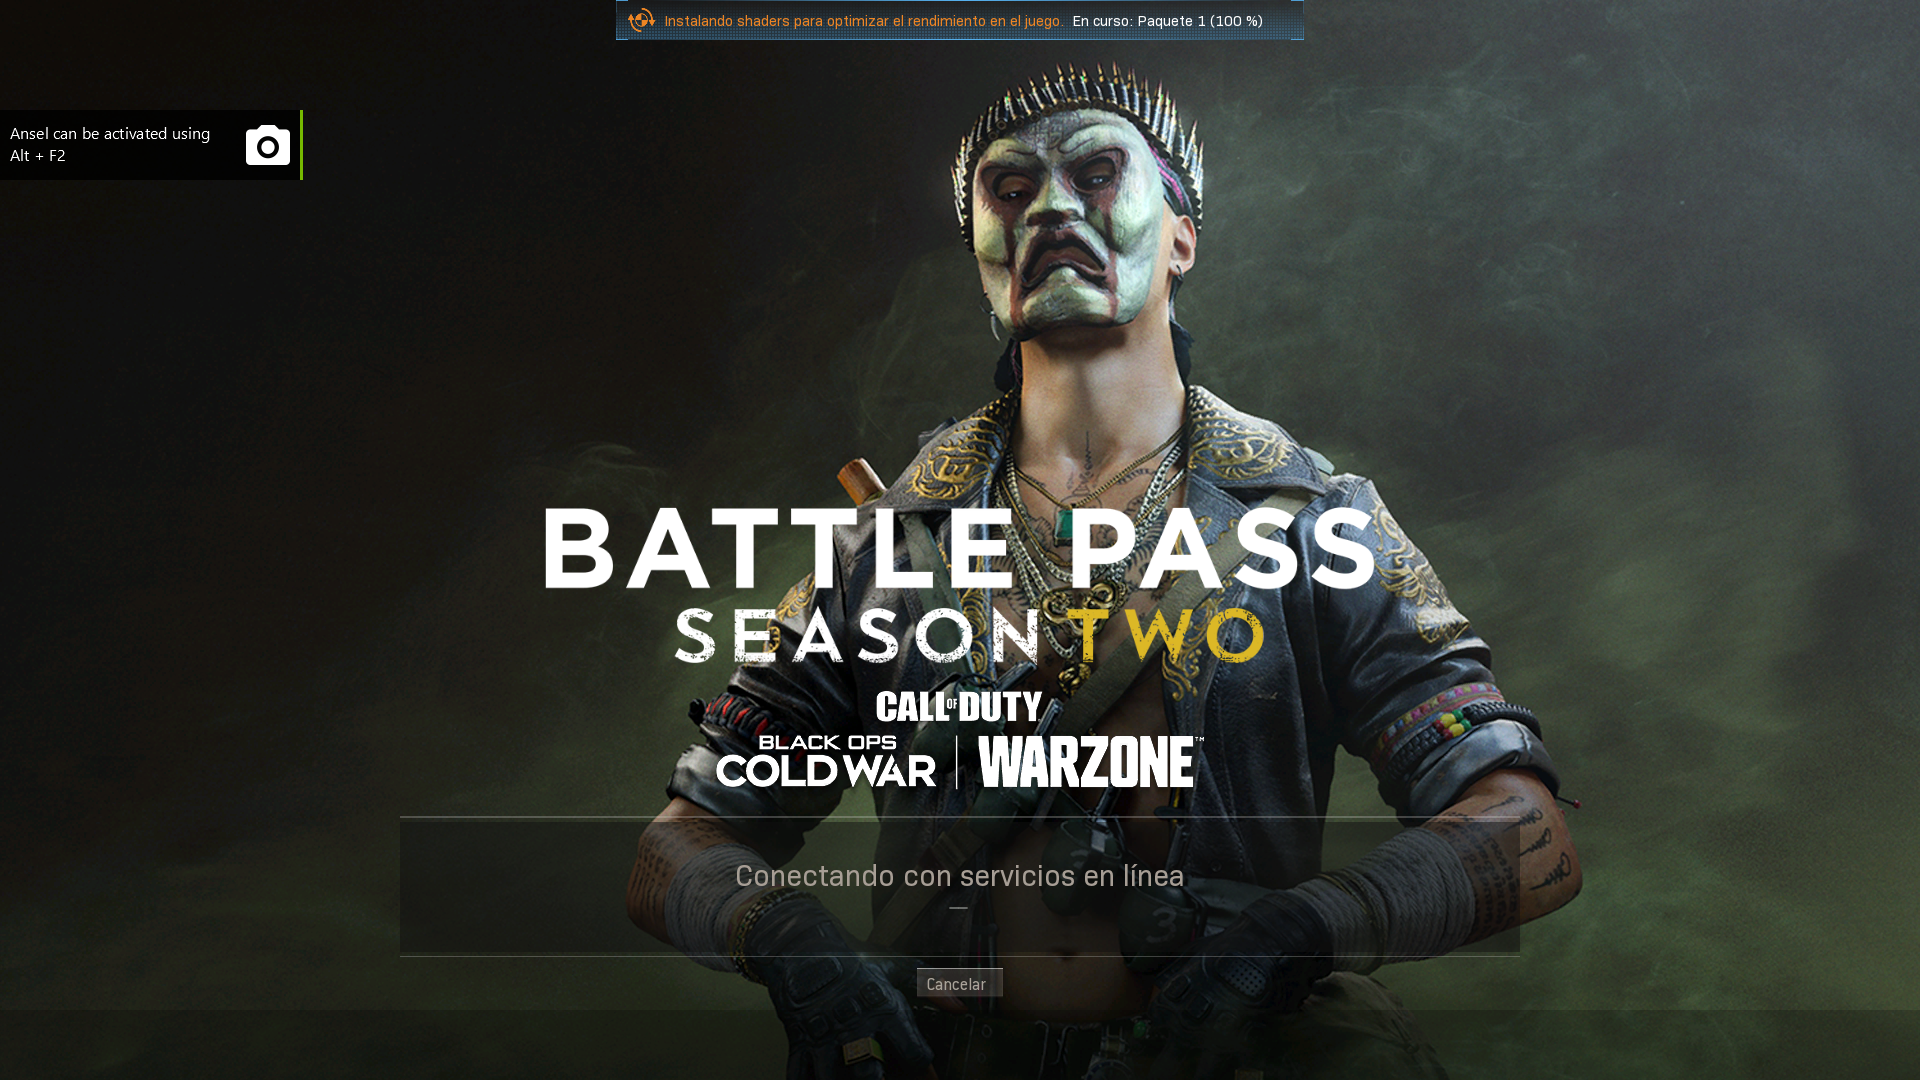 Instalando shaders para optimizar el rendimiento en el juego. En curso: Paquete 1 (100 %)
Ansel can be activated using
Alt + F2
BATTLE PASS
SEASON TWO
CALL OF DUTY
BLACK OPS
COLD WAR
WARZONE™
Conectando con servicios en línea
Cancelar